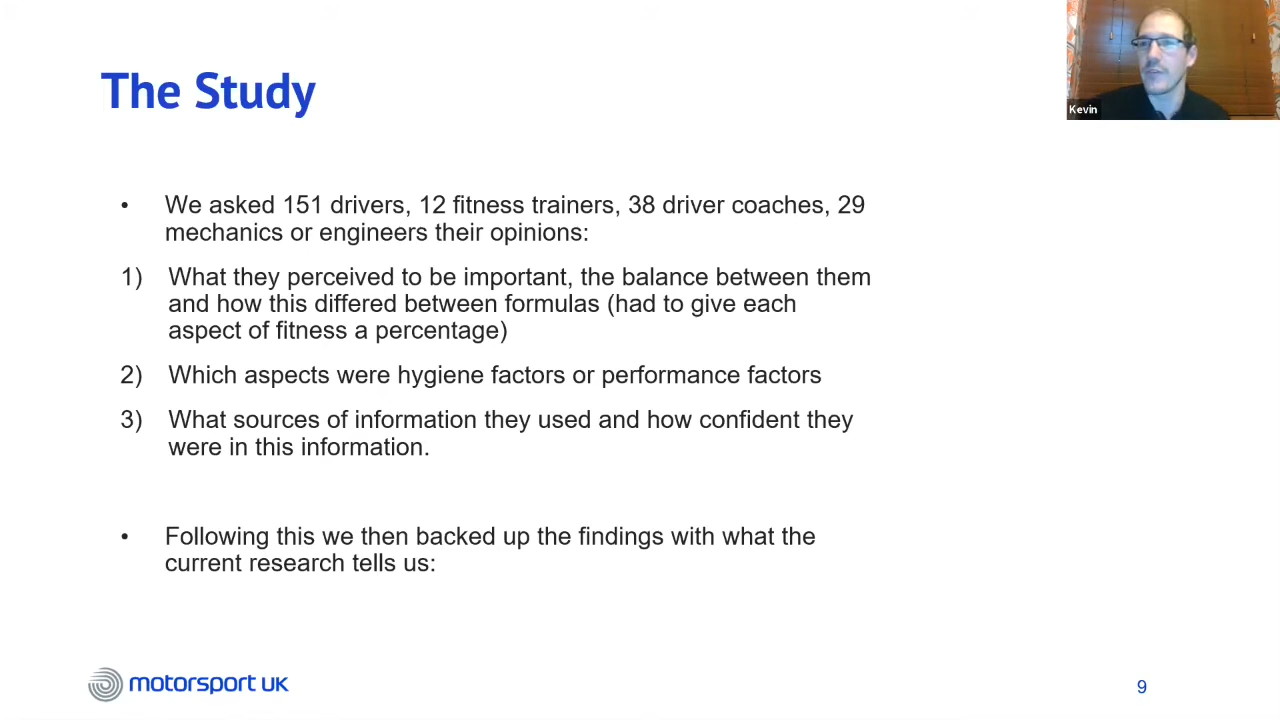 The Study
Kevin
• We asked 151 drivers, 12 fitness trainers, 38 driver coaches, 29
mechanics or engineers their opinions:
1) What they perceived to be important, the balance between them
and how this differed between formulas (had to give each
aspect of fitness a percentage)
2) Which aspects were hygiene factors or performance factors
3) What sources of information they used and how confident they
were in this information.
• Following this we then backed up the findings with what the
current research tells us:
motorsport UK
9